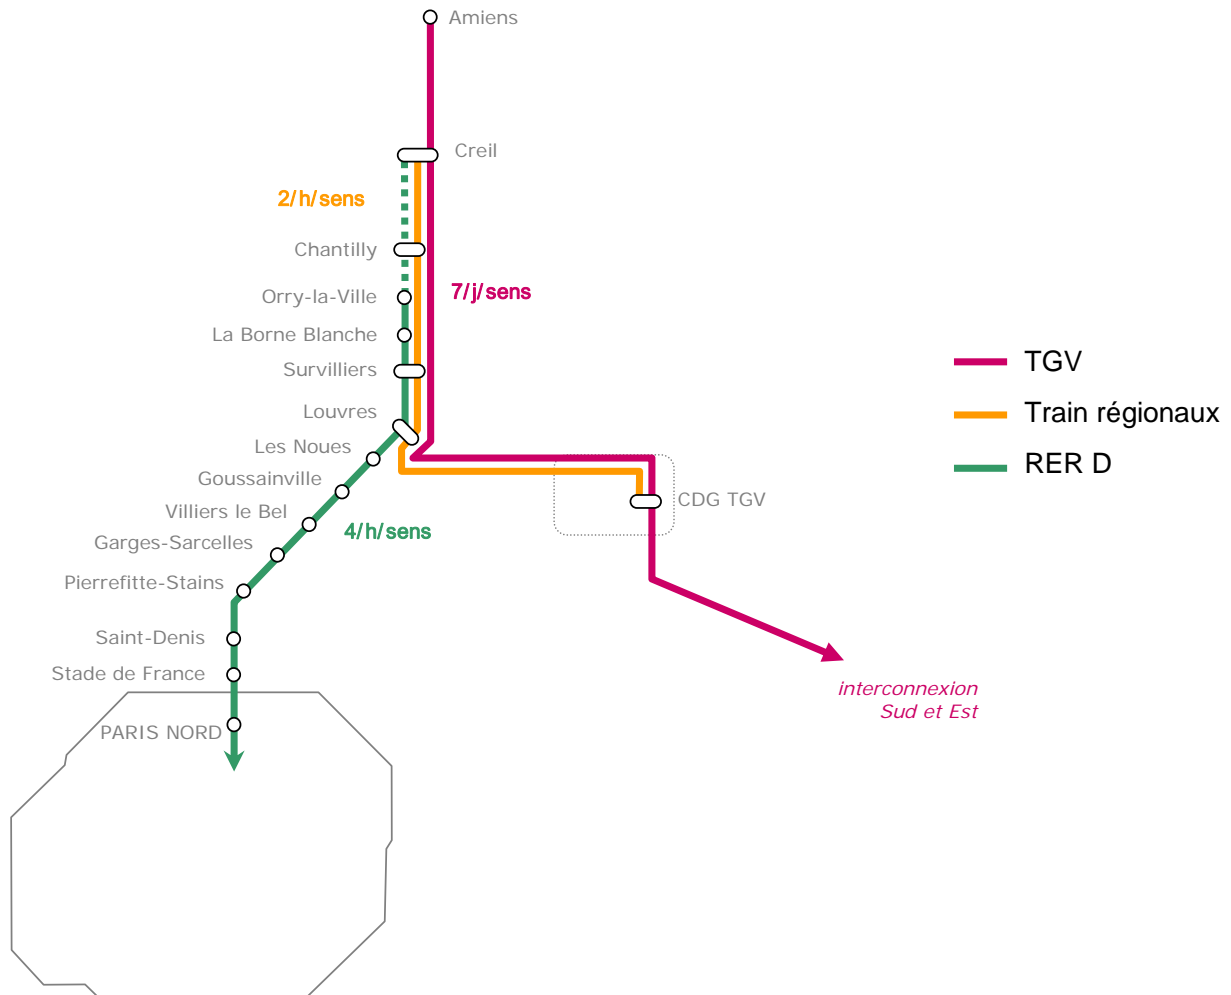 Amiens
Creil
2/h/sens
Chantilly
7/j/sens
Orry-la-Ville
La Borne Blanche
Survilliers
TGV
Louvres
Train régionaux
Les Noues
RER D
Goussainville
CDG TGV
Villiers le Bel
4/h/sens
Garges-Sarcelles
Pierrefitte-Stains
Saint-Denis
Stade de France
interconnexion
Sud et Est
PARIS NORD